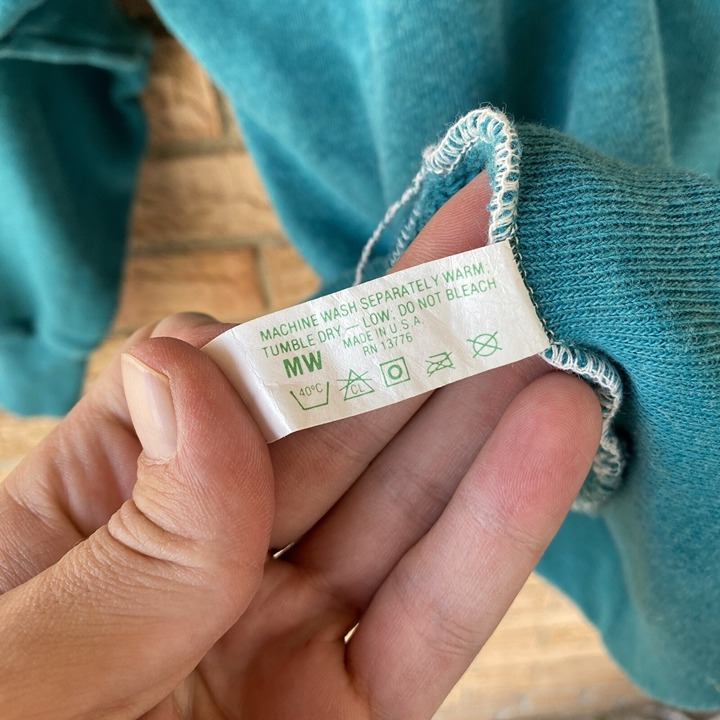 MACHINE WASH SEPARATELY WARM:
TUMBLE DRY — LOW: DO NOT BLEACH
MADE IN U.S.A.
MW RN 13776
40°C CL